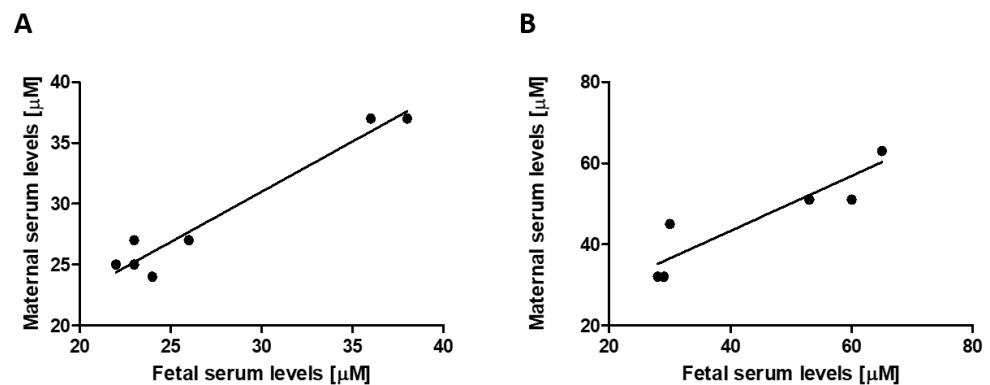 A
Maternal serum levels [μM]
40
35
30
25
20
20 25 30 35 40
Fetal serum levels [μM]
B
Maternal serum levels [μM]
80
60
40
20
20 40 60 80
Fetal serum levels [μM]